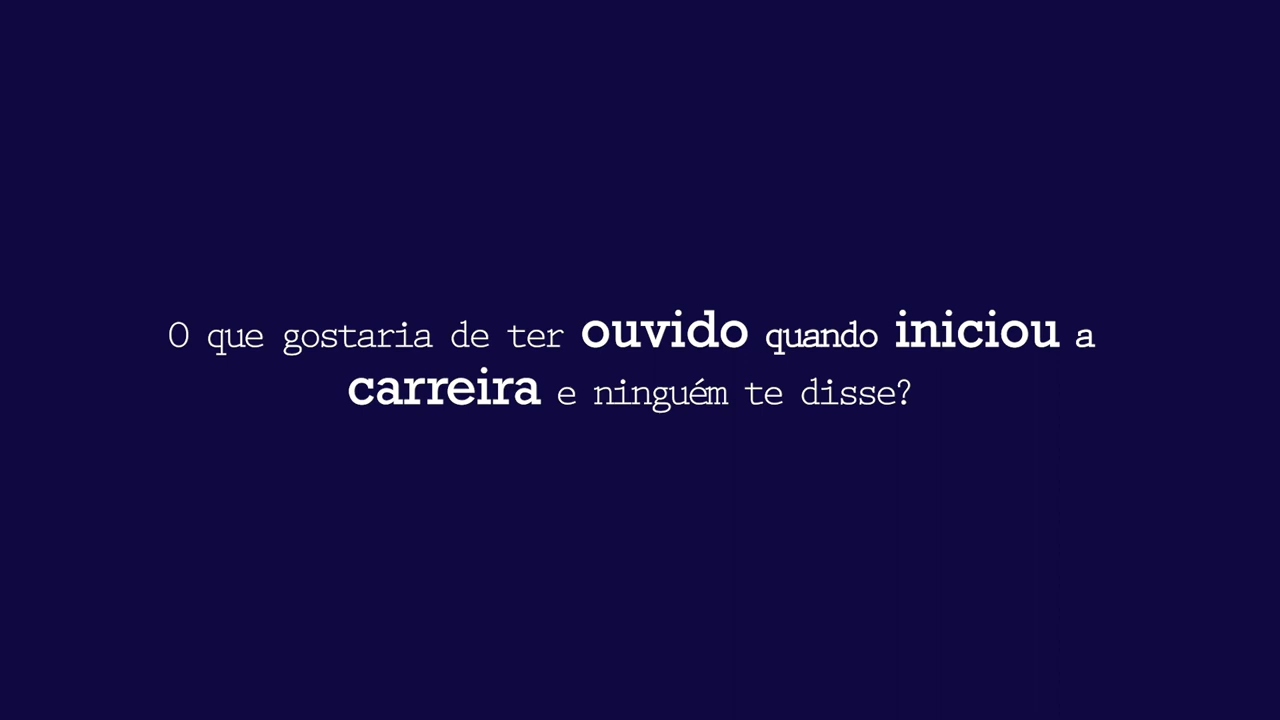 O que gostaria de ter ouvido quando iniciou a
carreira e ninguém te disse?